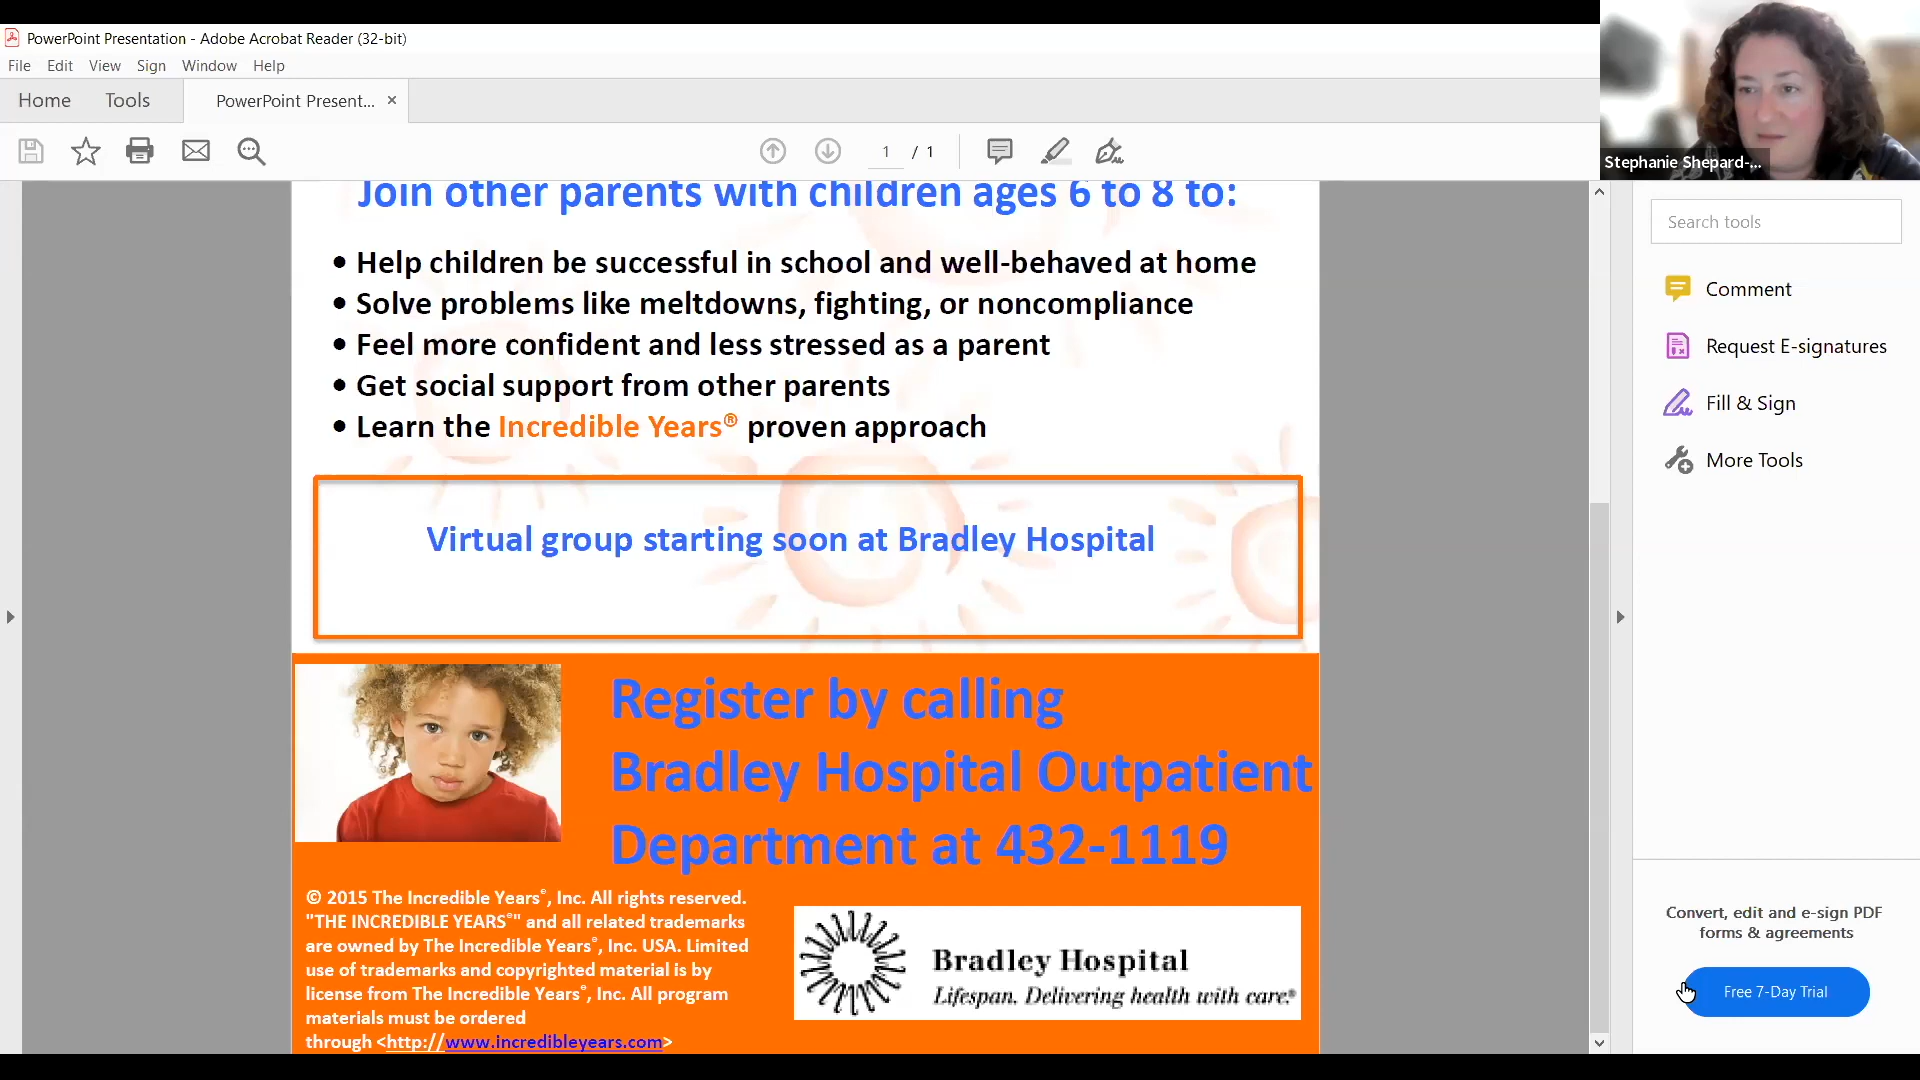 PowerPoint Presentation - Adobe Acrobat Reader (32-bit)
File Edit View Sign Window Help
Home Tools PowerPoint Present... ×
1 / 1
Stephanie Shepard-...
Join other parents with children ages 6 to 8 to:
• Help children be successful in school and well-behaved at home
• Solve problems like meltdowns, fighting, or noncompliance
• Feel more confident and less stressed as a parent
• Get social support from other parents
• Learn the Incredible Years® proven approach
Virtual group starting soon at Bradley Hospital
Register by calling
Bradley Hospital Outpatient
Department at 432-1119
© 2015 The Incredible Years®, Inc. All rights reserved.
"THE INCREDIBLE YEARS®" and all related trademarks
are owned by The Incredible Years®, Inc. USA. Limited
use of trademarks and copyrighted material is by
license from The Incredible Years®, Inc. All program
materials must be ordered
through <http://www.incredibleyears.com>
Bradley Hospital
Lifespan. Delivering health with care.®
Search tools
Comment
Request E-signatures
Fill & Sign
More Tools
Convert, edit and e-sign PDF
forms & agreements
Free 7-Day Trial